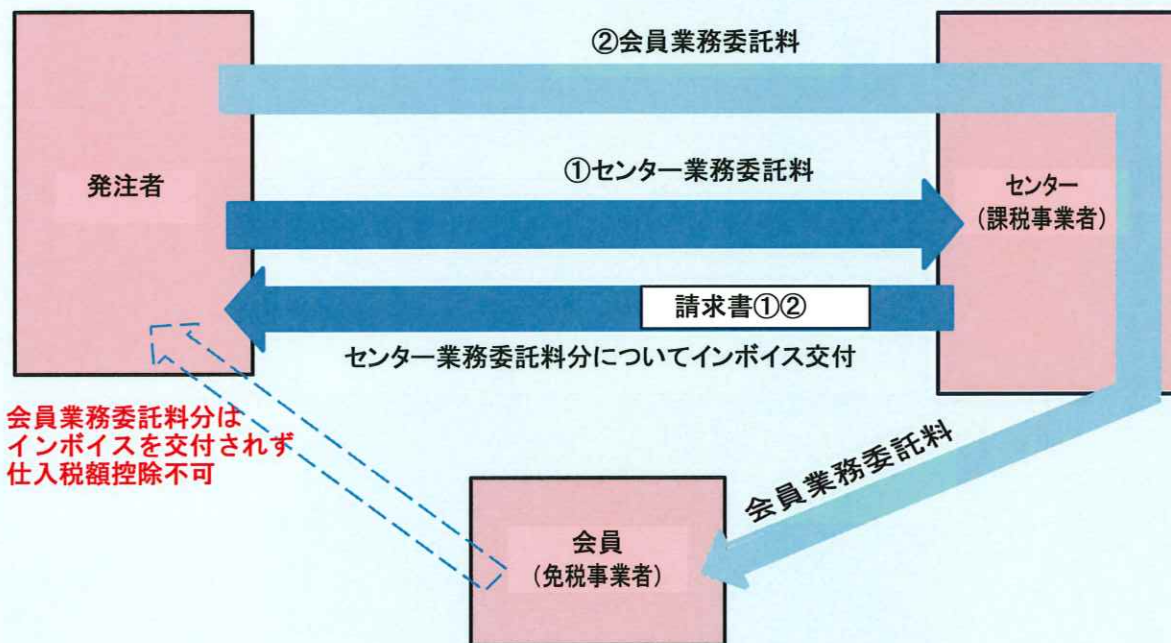 ②会員業務委託料
発注者
①センター業務委託料
センター
(課税事業者)
請求書①②
センター業務委託料分についてインボイス交付
会員業務委託料分は
インボイスを交付されず
仕入税額控除不可
会員業務委託料
会員
(免税事業者)